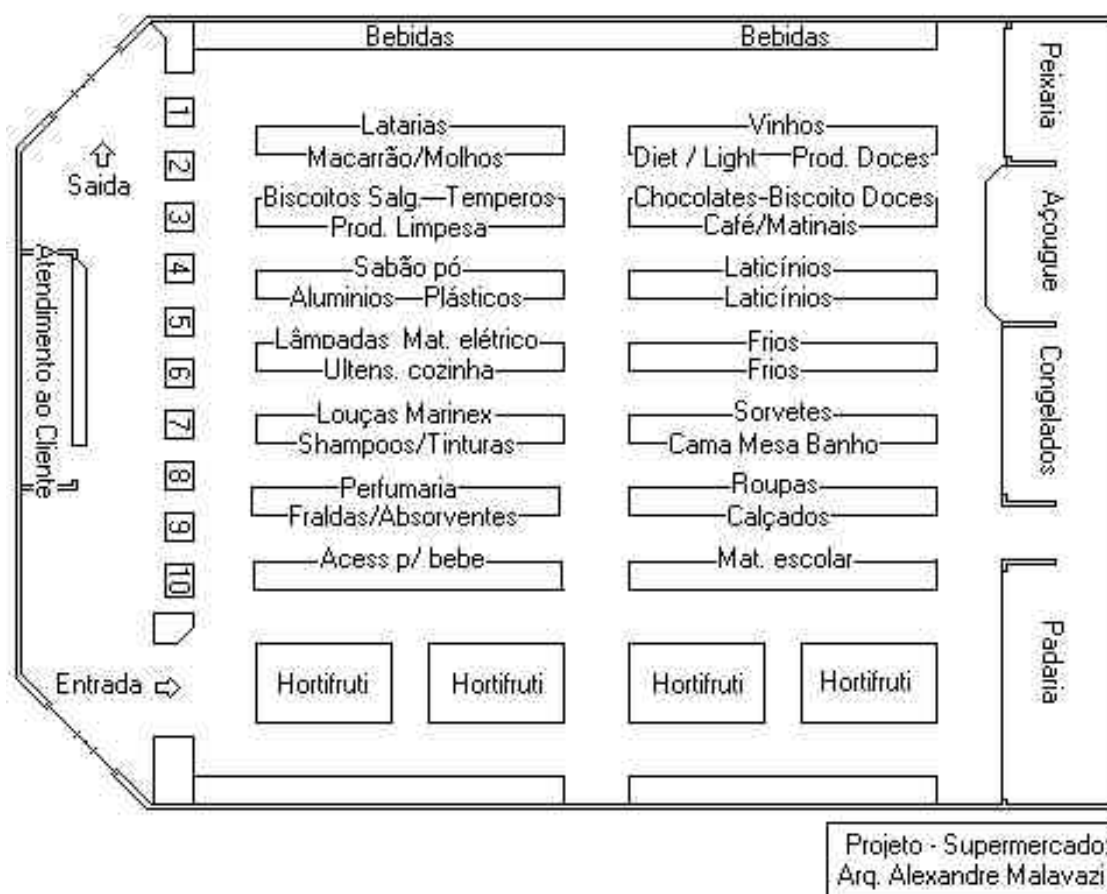 Bebidas Bebidas
Peixaria
1
Latarias Vinhos
Macarrão/Molhos Diet / Light Prod. Doces
2
Saida
Açougue
Biscoitos Salg. Temperos Chocolates-Biscoito Doces
3
Prod. Limpesa Café/Matinais
Atendimento ao Cliente
4
Sabão pó Laticínios
Aluminios Plásticos Laticínios
5
Lâmpadas Mat. elétrico Frios
6
Ultens. cozinha Frios
Congelados
7
Louças Marinex Sorvetes
Shampoos/Tinturas Cama Mesa Banho
8
Perfumaria Roupas
Fraldas/Absorventes Calçados
9
Acess p/ bebe Mat. escolar
10
Padaria
Entrada
Hortifruti Hortifruti Hortifruti Hortifruti
Projeto - Supermercado:
Arq. Alexandre Malavazi